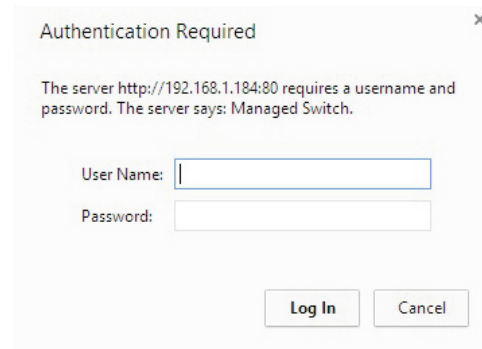 Authentication Required
The server http://192.168.1.184:80 requires a username and
password. The server says: Managed Switch.
User Name:
Password:
Log In Cancel